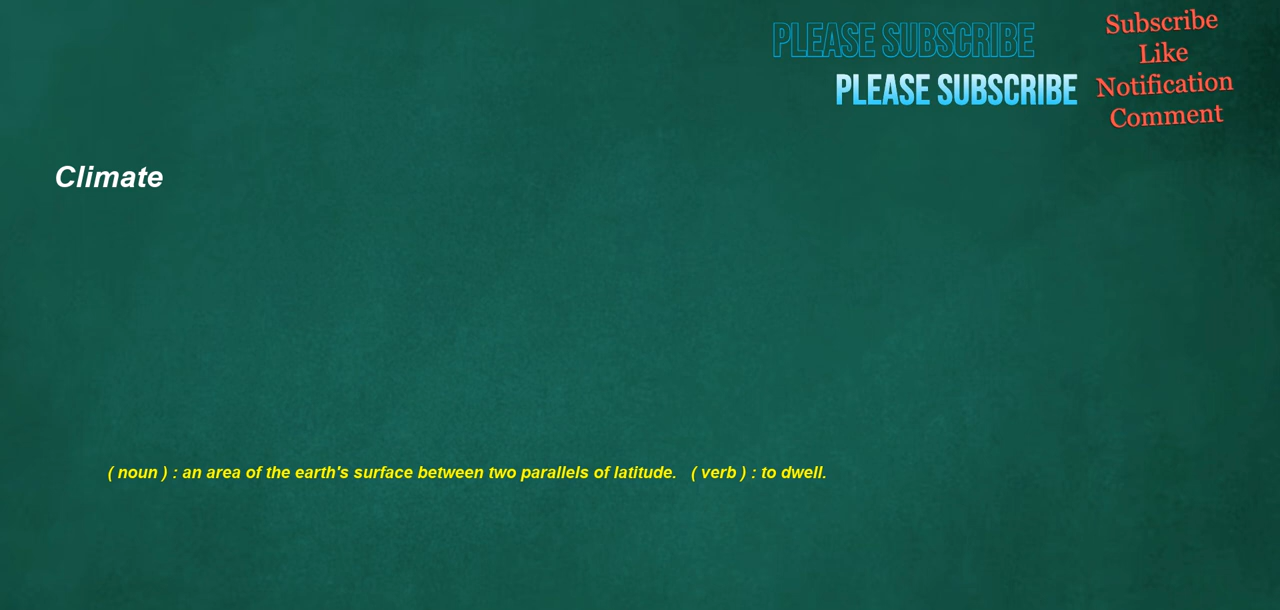 PLEASE SUBSCRIBE
PLEASE SUBSCRIBE
Subscribe
Like
Notification
Comment
Climate
( noun ) : an area of the earth's surface between two parallels of latitude.   ( verb ) : to dwell.